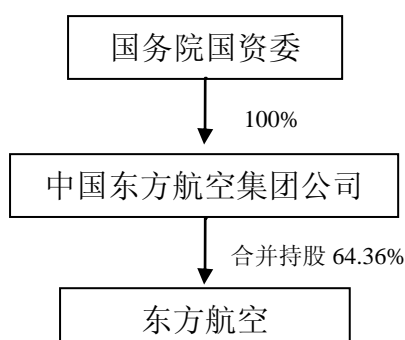 国务院国资委
100%
中国东方航空集团公司
合并持股 64.36%
东方航空